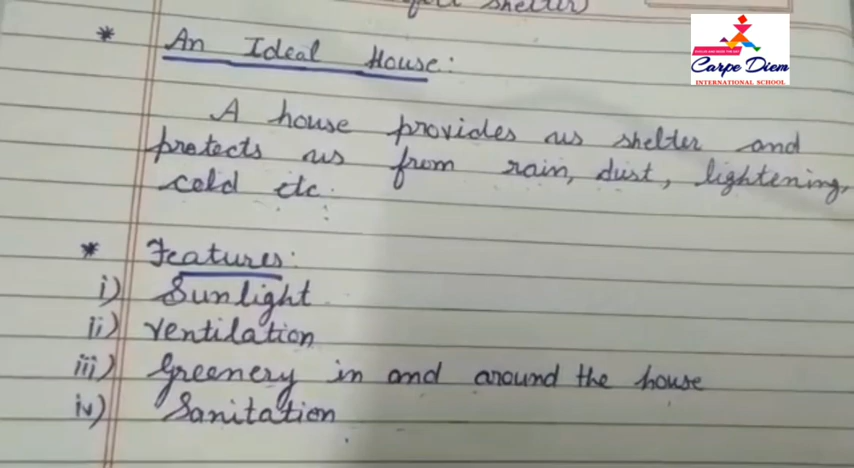 shelter)
* An Ideal House:
A house provides us shelter and
protects us from rain, dust, lightening,
cold etc.
* Features:
i) Sunlight
ii) Ventilation
iii) Greenery in and around the house
iv) Sanitation
Carpe Diem
INTERNATIONAL SCHOOL